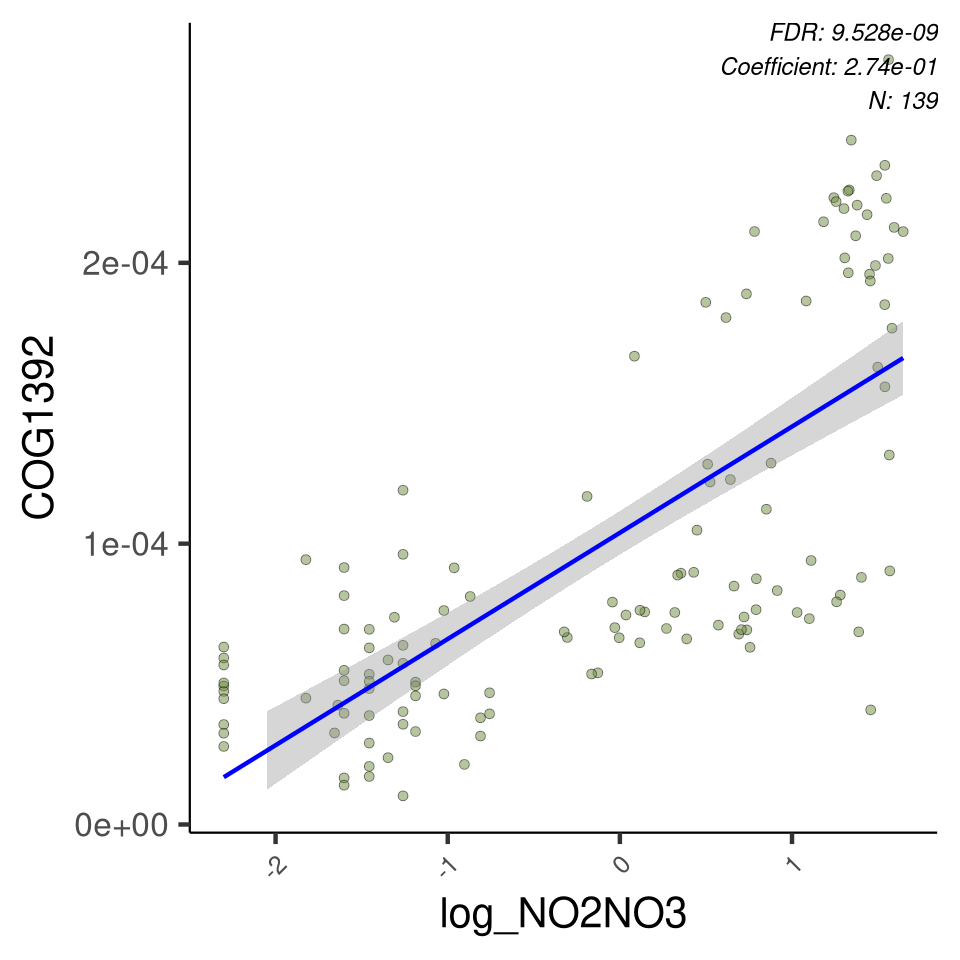 FDR: 9.528e-09
Coefficient: 2.74e-01
N: 139
COG1392
2e-04
1e-04
0e+00
-2
-1
0
1
log_NO2NO3